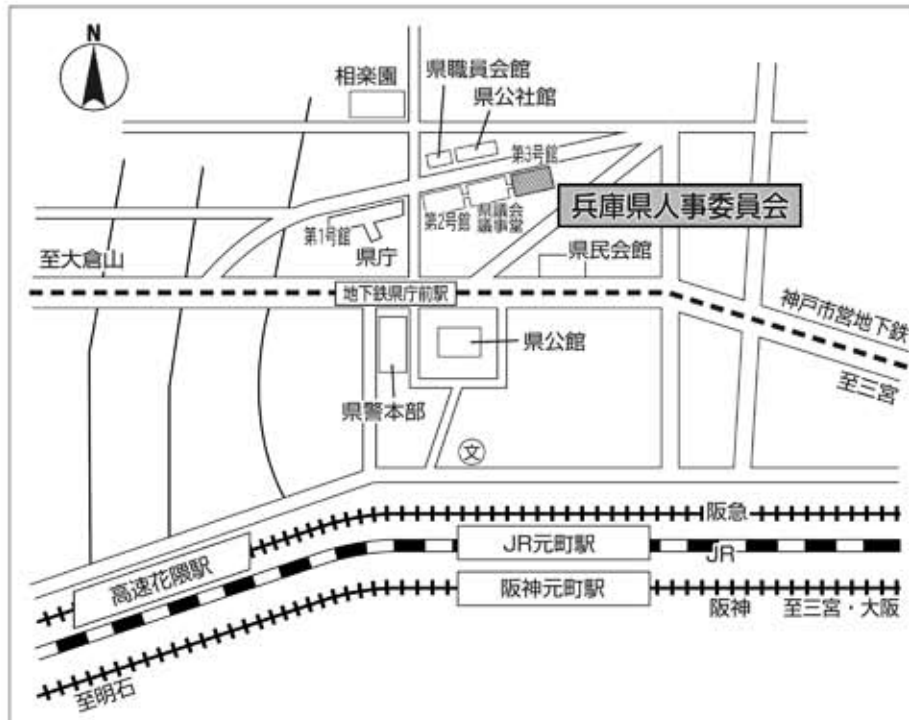 N
相楽園
県職員会館
県公社館
第3号館
兵庫県人事委員会
第2号館
県議会
議事堂
第1号館
県庁
県民会館
至大倉山
地下鉄県庁前駅
神戸市営地下鉄
至三宮
県公館
県警本部
文
阪急
JR元町駅
JR
高速花隈駅
阪神元町駅
阪神
至三宮・大阪
至明石